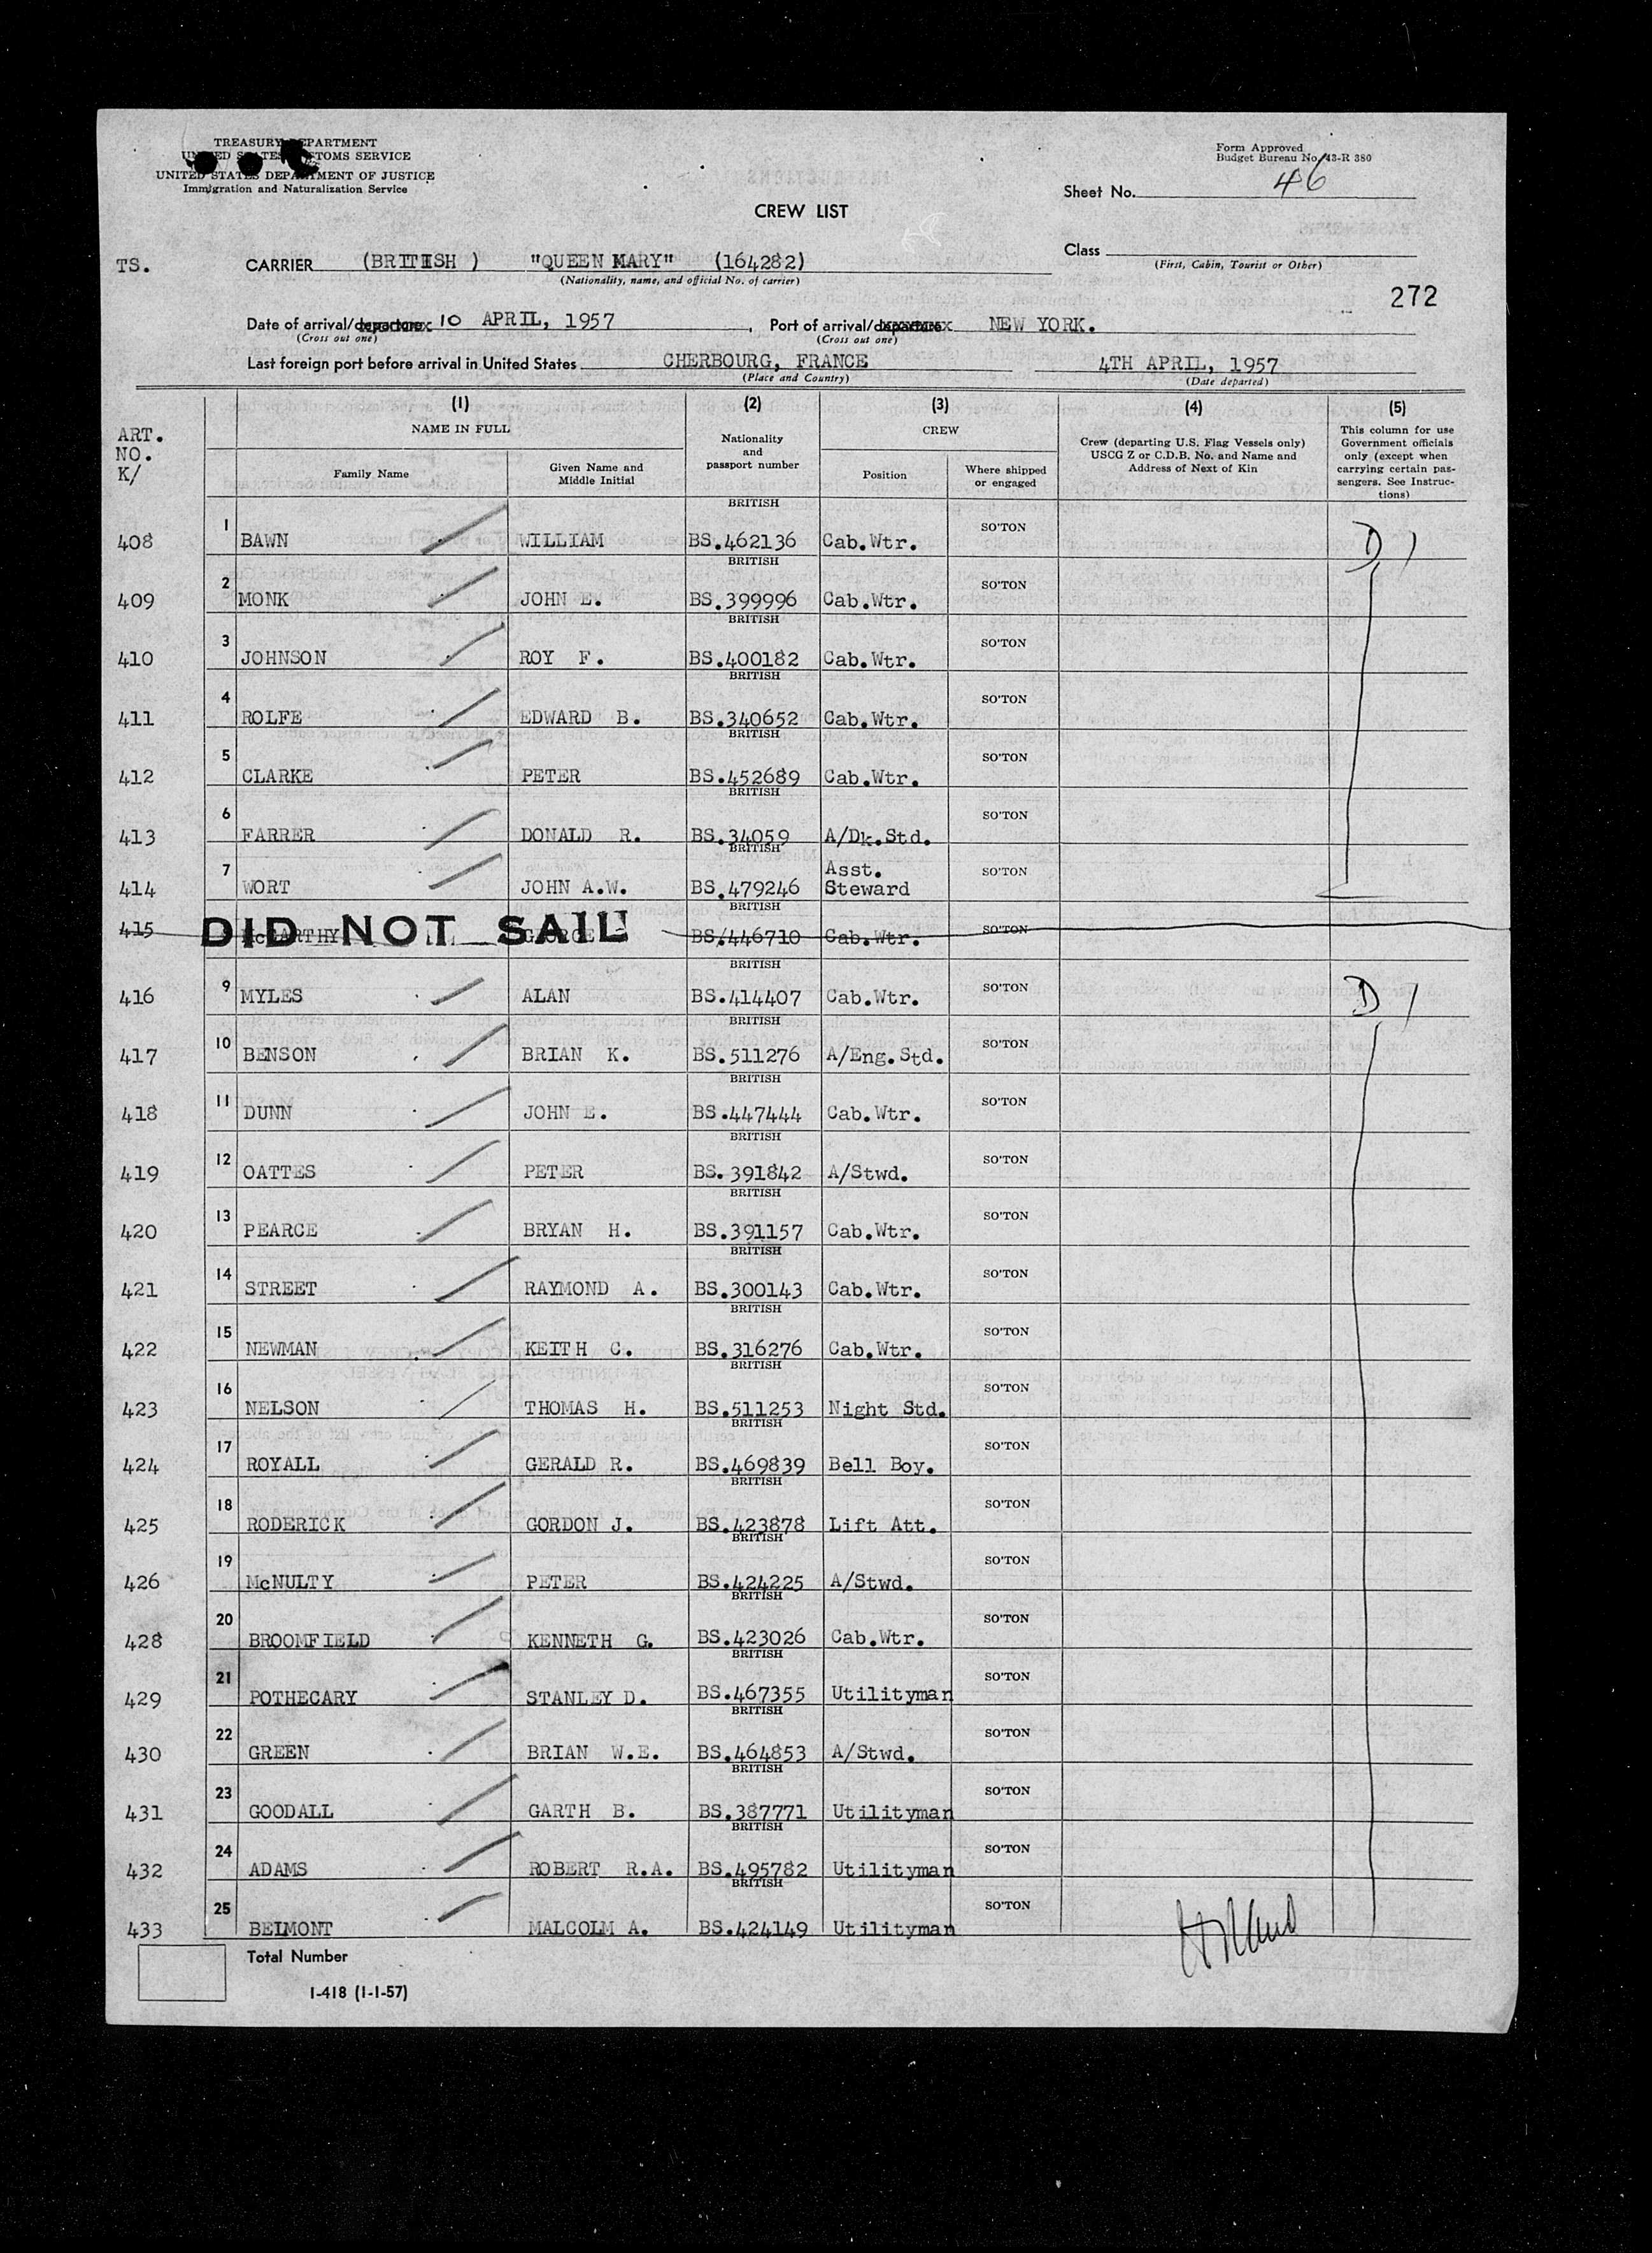 TREASURY DEPARTMENT
UNITED STATES CUSTOMS SERVICE
UNITED STATES DEPARTMENT OF JUSTICE
Immigration and Naturalization Service
Form Approved
Budget Bureau No. 43-R 380
Sheet No. 46
CREW LIST
TS. CARRIER (BRITISH ) "QUEEN MARY" (164282)
(Nationality, name, and official No. of carrier)
Class
(First, Cabin, Tourist or Other)
272
Date of arrival/departure 10 APRIL, 1957, Port of arrival/departure NEW YORK.
(Cross out one) (Cross out one)
Last foreign port before arrival in United States CHERBOURG, FRANCE 4TH APRIL, 1957
(Place and Country) (Date departed)
ART. NO. K/
(1) (2) (3) (4) (5)
NAME IN FULL
Family Name
Given Name and Middle Initial
Nationality and passport number
CREW
Position
Where shipped or engaged
Crew (departing U.S. Flag Vessels only) USCG Z or C.D.B. No. and Name and Address of Next of Kin
This column for use Government officials only (except when carrying certain passengers. See Instructions)
408 1 BAWN WILLIAM BRITISH BS.462136 Cab.Wtr. SO'TON D
409 2 MONK JOHN E. BRITISH BS.399996 Cab.Wtr. SO'TON
410 3 JOHNSON ROY F. BRITISH BS.400182 Cab.Wtr. SO'TON
411 4 ROLFE EDWARD B. BRITISH BS.340652 Cab.Wtr. SO'TON
412 5 CLARKE PETER BRITISH BS.452689 Cab.Wtr. SO'TON
413 6 FARRER DONALD R. BRITISH BS.34059 A/Dk.Std. SO'TON
414 7 WORT JOHN A.W. BRITISH BS.479246 Asst. Steward SO'TON
415 DID NOT SAIL McCARTHY GEORGE BRITISH BS/446710 Cab.Wtr. SO'TON
416 9 MYLES ALAN BRITISH BS.414407 Cab.Wtr. SO'TON D
417 10 BENSON BRIAN K. BRITISH BS.511276 A/Eng.Std. SO'TON
418 11 DUNN JOHN E. BRITISH BS.447444 Cab.Wtr. SO'TON
419 12 OATTES PETER BRITISH BS.391842 A/Stwd. SO'TON
420 13 PEARCE BRYAN H. BRITISH BS.391157 Cab.Wtr. SO'TON
421 14 STREET RAYMOND A. BRITISH BS.300143 Cab.Wtr. SO'TON
422 15 NEWMAN KEITH C. BRITISH BS.316276 Cab.Wtr. SO'TON
423 16 NELSON THOMAS H. BRITISH BS.511253 Night Std. SO'TON
424 17 ROYALL GERALD R. BRITISH BS.469839 Bell Boy. SO'TON
425 18 RODERICK GORDON J. BRITISH BS.423878 Lift Att. SO'TON
426 19 McNULTY PETER BRITISH BS.424225 A/Stwd. SO'TON
428 20 BROOMFIELD KENNETH G. BRITISH BS.423026 Cab.Wtr. SO'TON
429 21 POTHECARY STANLEY D. BRITISH BS.467355 Utilityman SO'TON
430 22 GREEN BRIAN W.E. BRITISH BS.464853 A/Stwd. SO'TON
431 23 GOODALL GARTH B. BRITISH BS.387771 Utilityman SO'TON
432 24 ADAMS ROBERT R.A. BRITISH BS.495782 Utilityman SO'TON
433 25 BELMONT MALCOLM A. BRITISH BS.424149 Utilityman SO'TON
Total Number
I-418 (1-1-57)